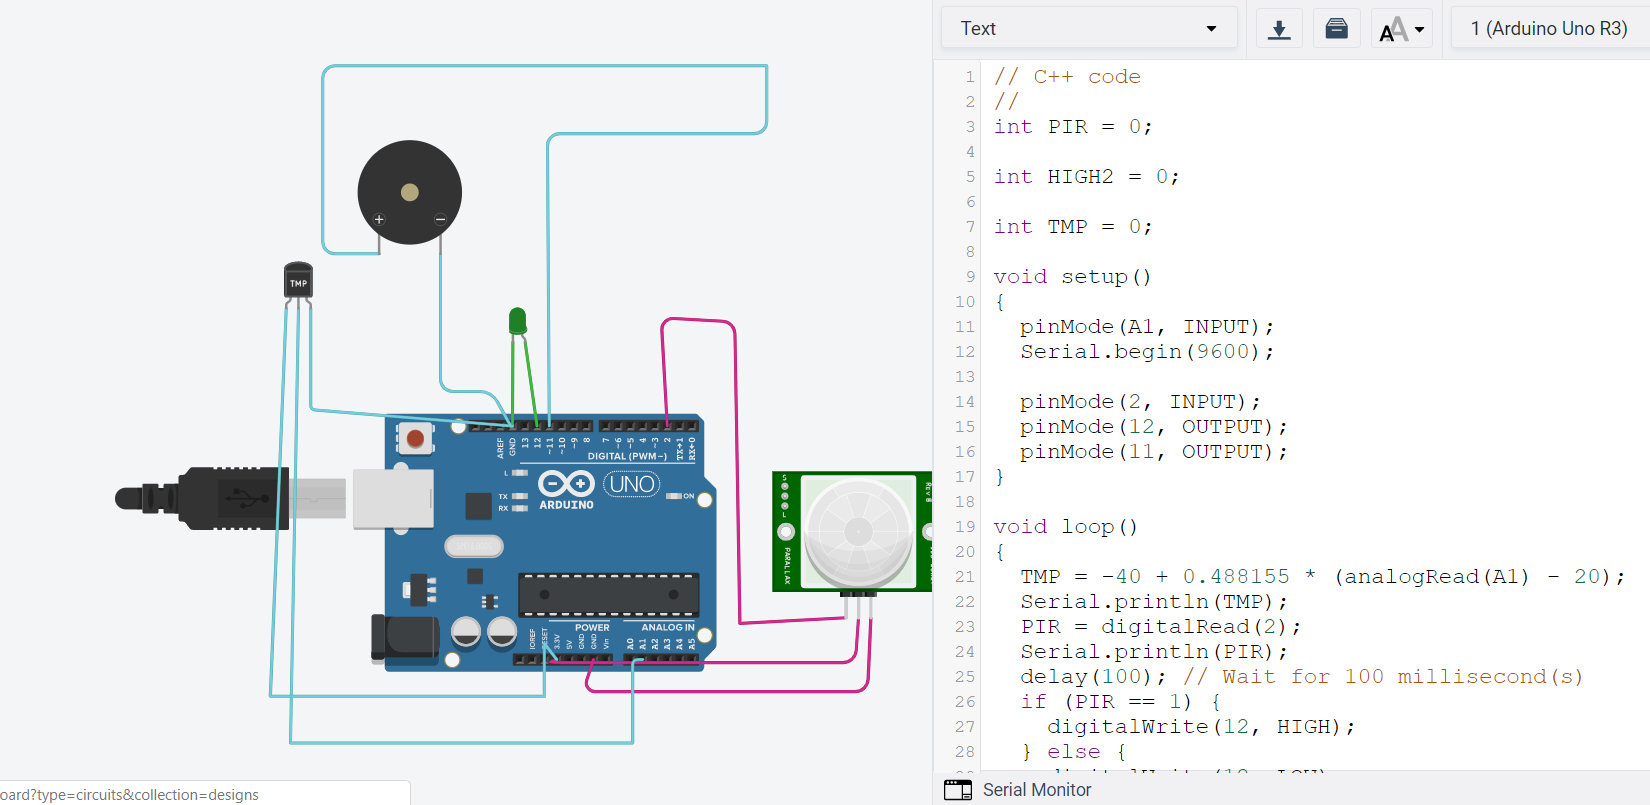 Text
1 (Arduino Uno R3)
1 // C++ code
2 //
3 int PIR = 0;
4
5 int HIGH2 = 0;
6
7 int TMP = 0;
8
9 void setup()
10 {
11 pinMode(A1, INPUT);
12 Serial.begin(9600);
13
14 pinMode(2, INPUT);
15 pinMode(12, OUTPUT);
16 pinMode(11, OUTPUT);
17 }
18
19 void loop()
20 {
21 TMP = -40 + 0.488155 * (analogRead(A1) - 20);
22 Serial.println(TMP);
23 PIR = digitalRead(2);
24 Serial.println(PIR);
25 delay(100); // Wait for 100 millisecond(s)
26 if (PIR == 1) {
27 digitalWrite(12, HIGH);
28 } else {
Serial Monitor
+
−
TMP
AREF
GND
13
12
~11
~10
~9
8
7
~6
~5
4
~3
2
TX→1
RX←0
DIGITAL (PWM~)
L
TX
RX
UNO
ARDUINO
ON
S
L
Rev B
PARALLAX
POWER
ANALOG IN
IOREF
RESET
3.3V
5V
GND
GND
Vin
A0
A1
A2
A3
A4
A5
oard?type=circuits&collection=designs